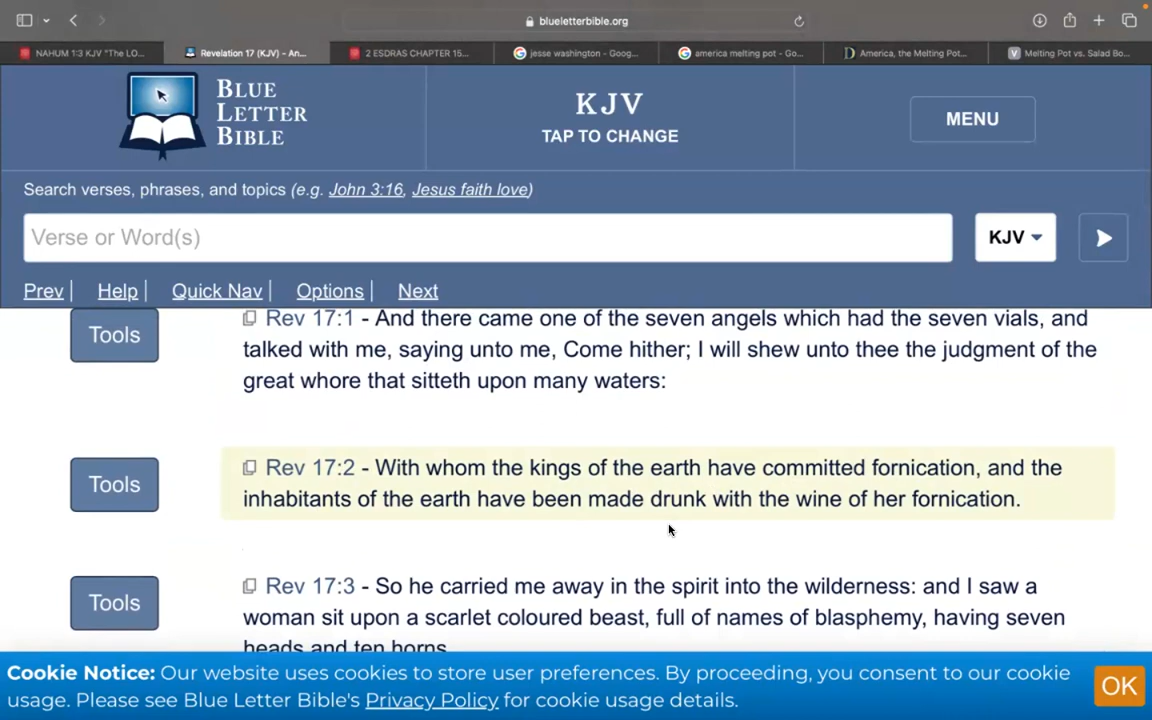 blueletterbible.org
NAHUM 1:3 KJV "The LO...
Revelation 17 (KJV) - An...
2 ESDRAS CHAPTER 15...
jesse washington - Goog...
america melting pot - Go...
America, the Melting Pot...
Melting Pot vs. Salad Bo...
BLUE
LETTER
BIBLE
KJV
TAP TO CHANGE
MENU
Search verses, phrases, and topics (e.g. John 3:16, Jesus faith love)
Verse or Word(s)
KJV
Prev| Help| Quick Nav| Options| Next
Tools
Rev 17:1 - And there came one of the seven angels which had the seven vials, and
talked with me, saying unto me, Come hither; I will shew unto thee the judgment of the
great whore that sitteth upon many waters:
Tools
Rev 17:2 - With whom the kings of the earth have committed fornication, and the
inhabitants of the earth have been made drunk with the wine of her fornication.
Tools
Rev 17:3 - So he carried me away in the spirit into the wilderness: and I saw a
woman sit upon a scarlet coloured beast, full of names of blasphemy, having seven
heads and ten horns.
Cookie Notice: Our website uses cookies to store user preferences. By proceeding, you consent to our cookie
usage. Please see Blue Letter Bible's Privacy Policy for cookie usage details.
OK